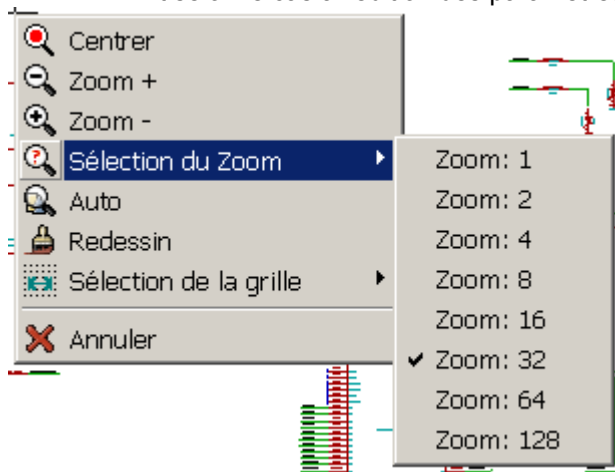 Centrer
Zoom +
Zoom -
Sélection du Zoom
Auto
Redessin
Sélection de la grille
Annuler
Zoom: 1
Zoom: 2
Zoom: 4
Zoom: 8
Zoom: 16
Zoom: 32
Zoom: 64
Zoom: 128